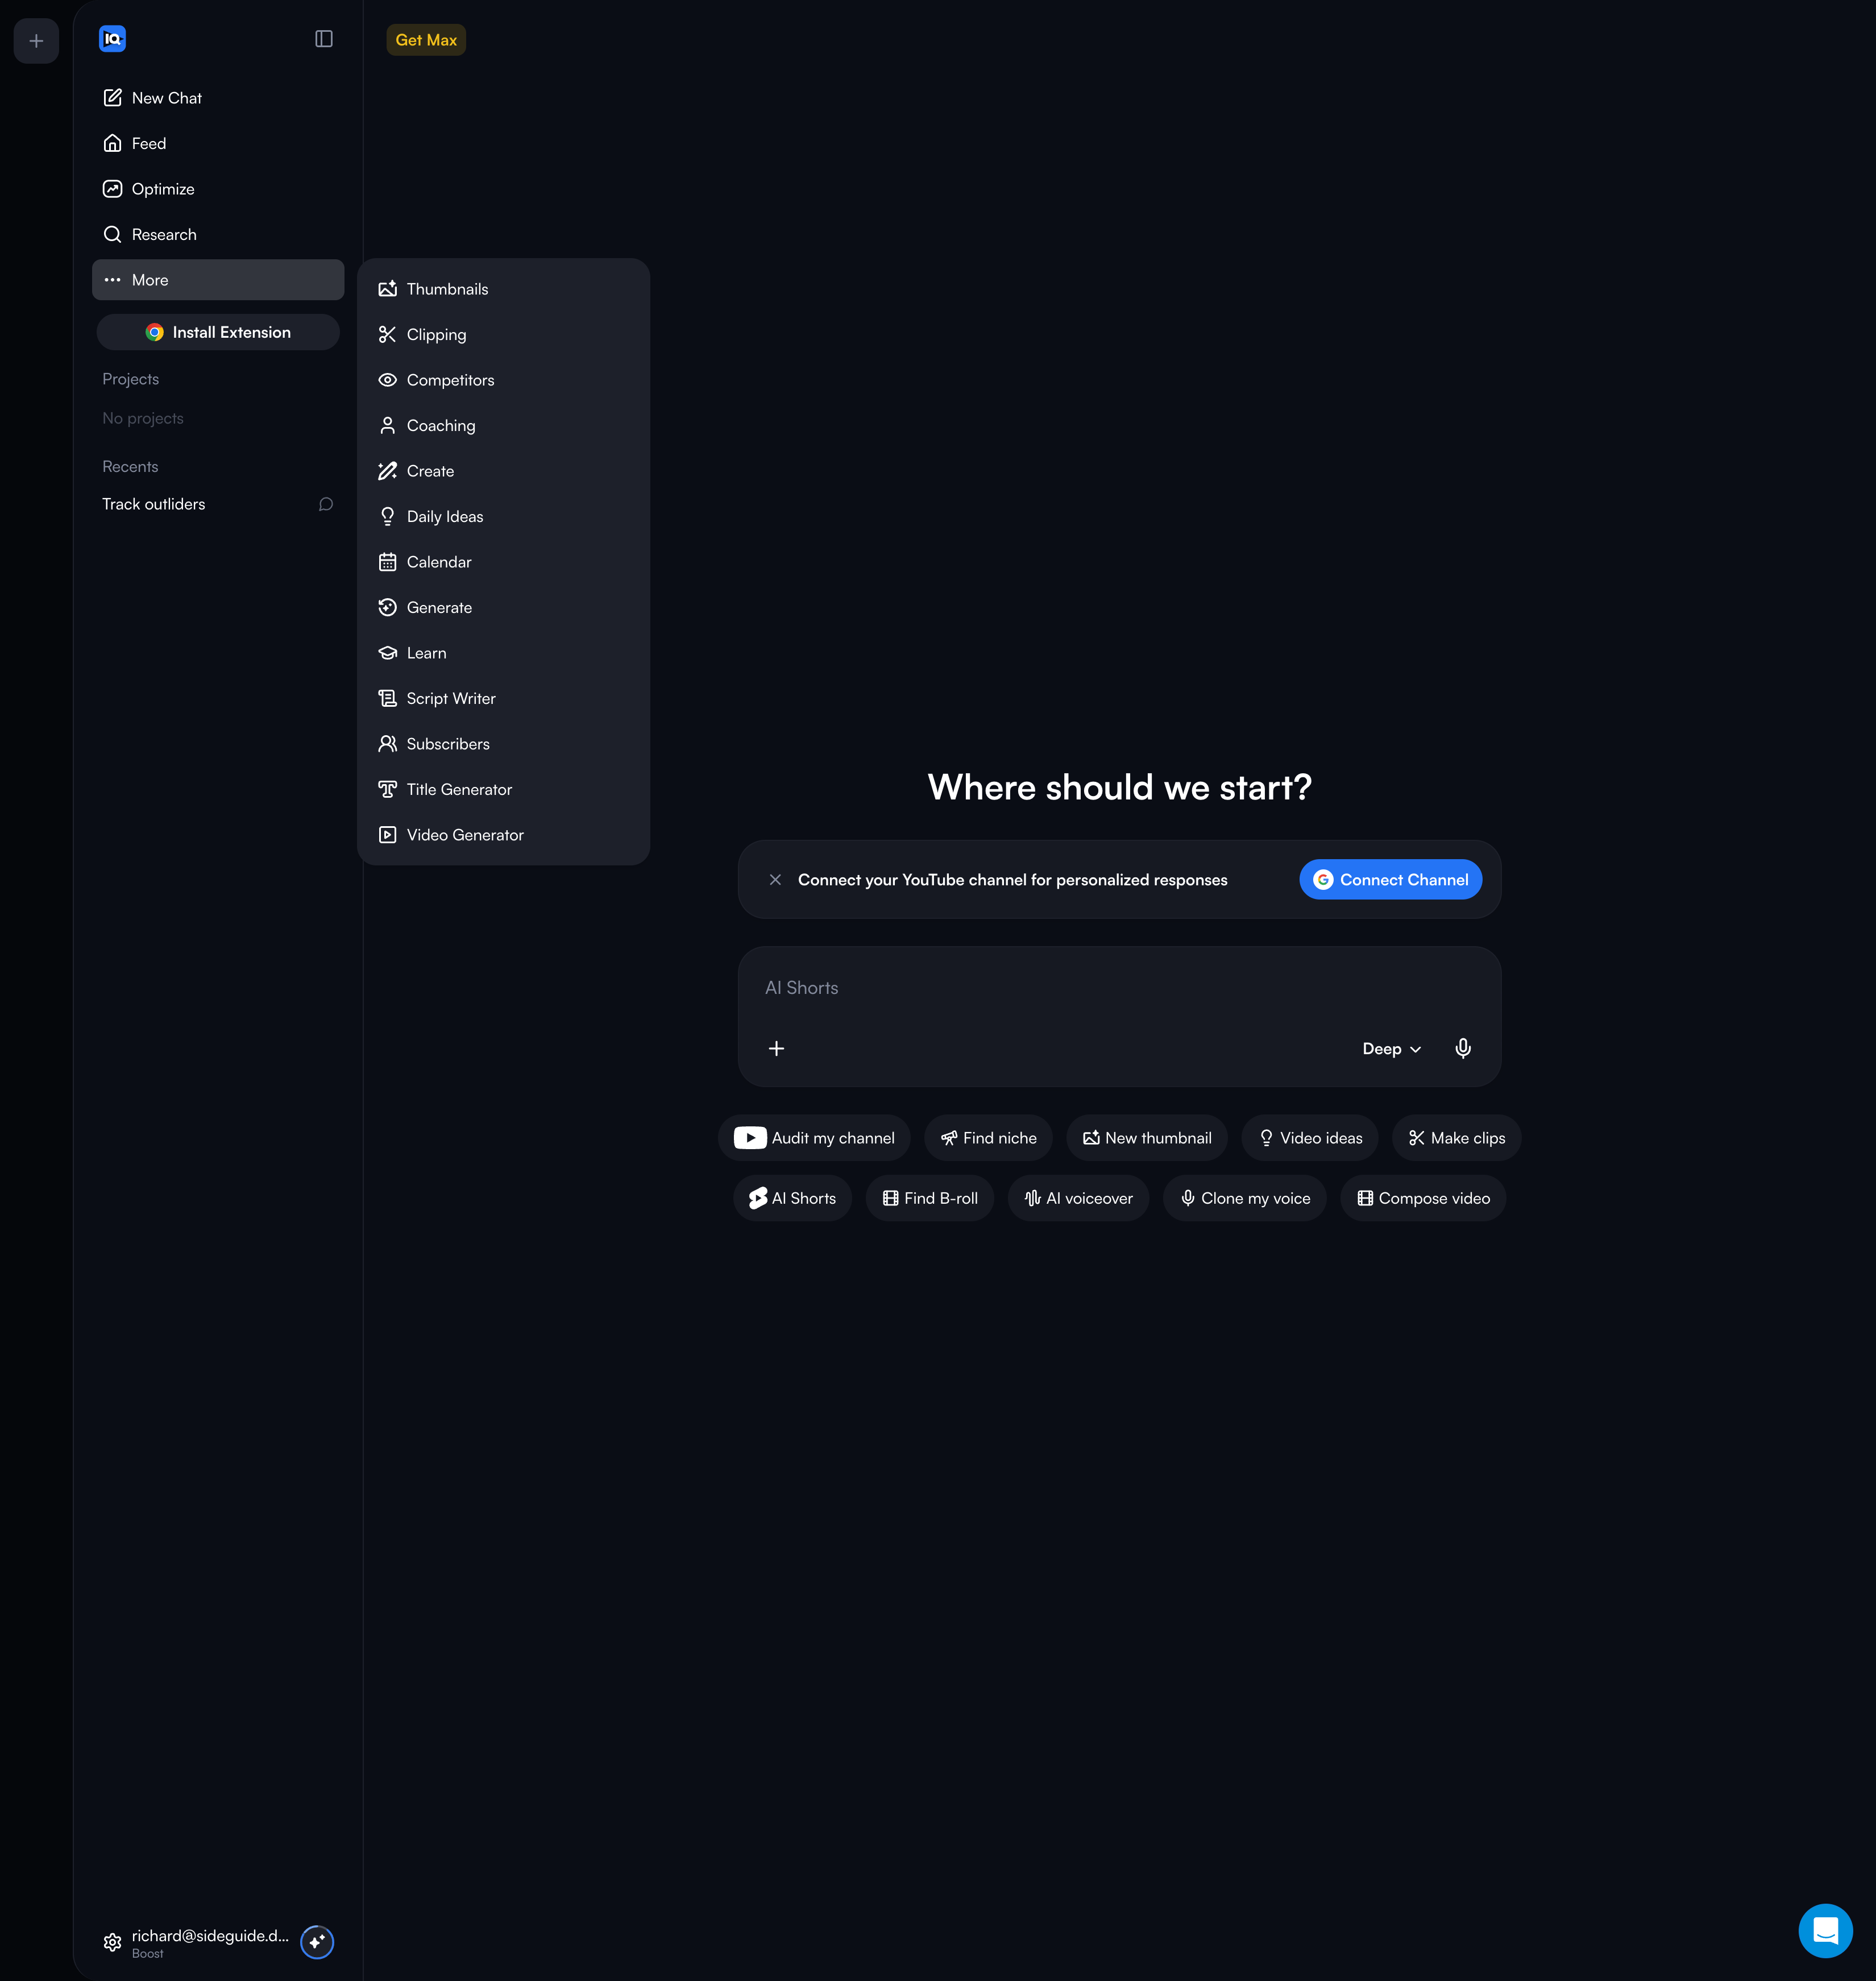 IQ
Get Max
New Chat
Feed
Optimize
Research
More
Install Extension
Projects
No projects
Recents
Track outliders
Thumbnails
Clipping
Competitors
Coaching
Create
Daily Ideas
Calendar
Generate
Learn
Script Writer
Subscribers
Title Generator
Video Generator
Where should we start?
Connect your YouTube channel for personalized responses
Connect Channel
AI Shorts
Deep
Audit my channel
Find niche
New thumbnail
Video ideas
Make clips
AI Shorts
Find B-roll
AI voiceover
Clone my voice
Compose video
richard@sideguide.d...
Boost